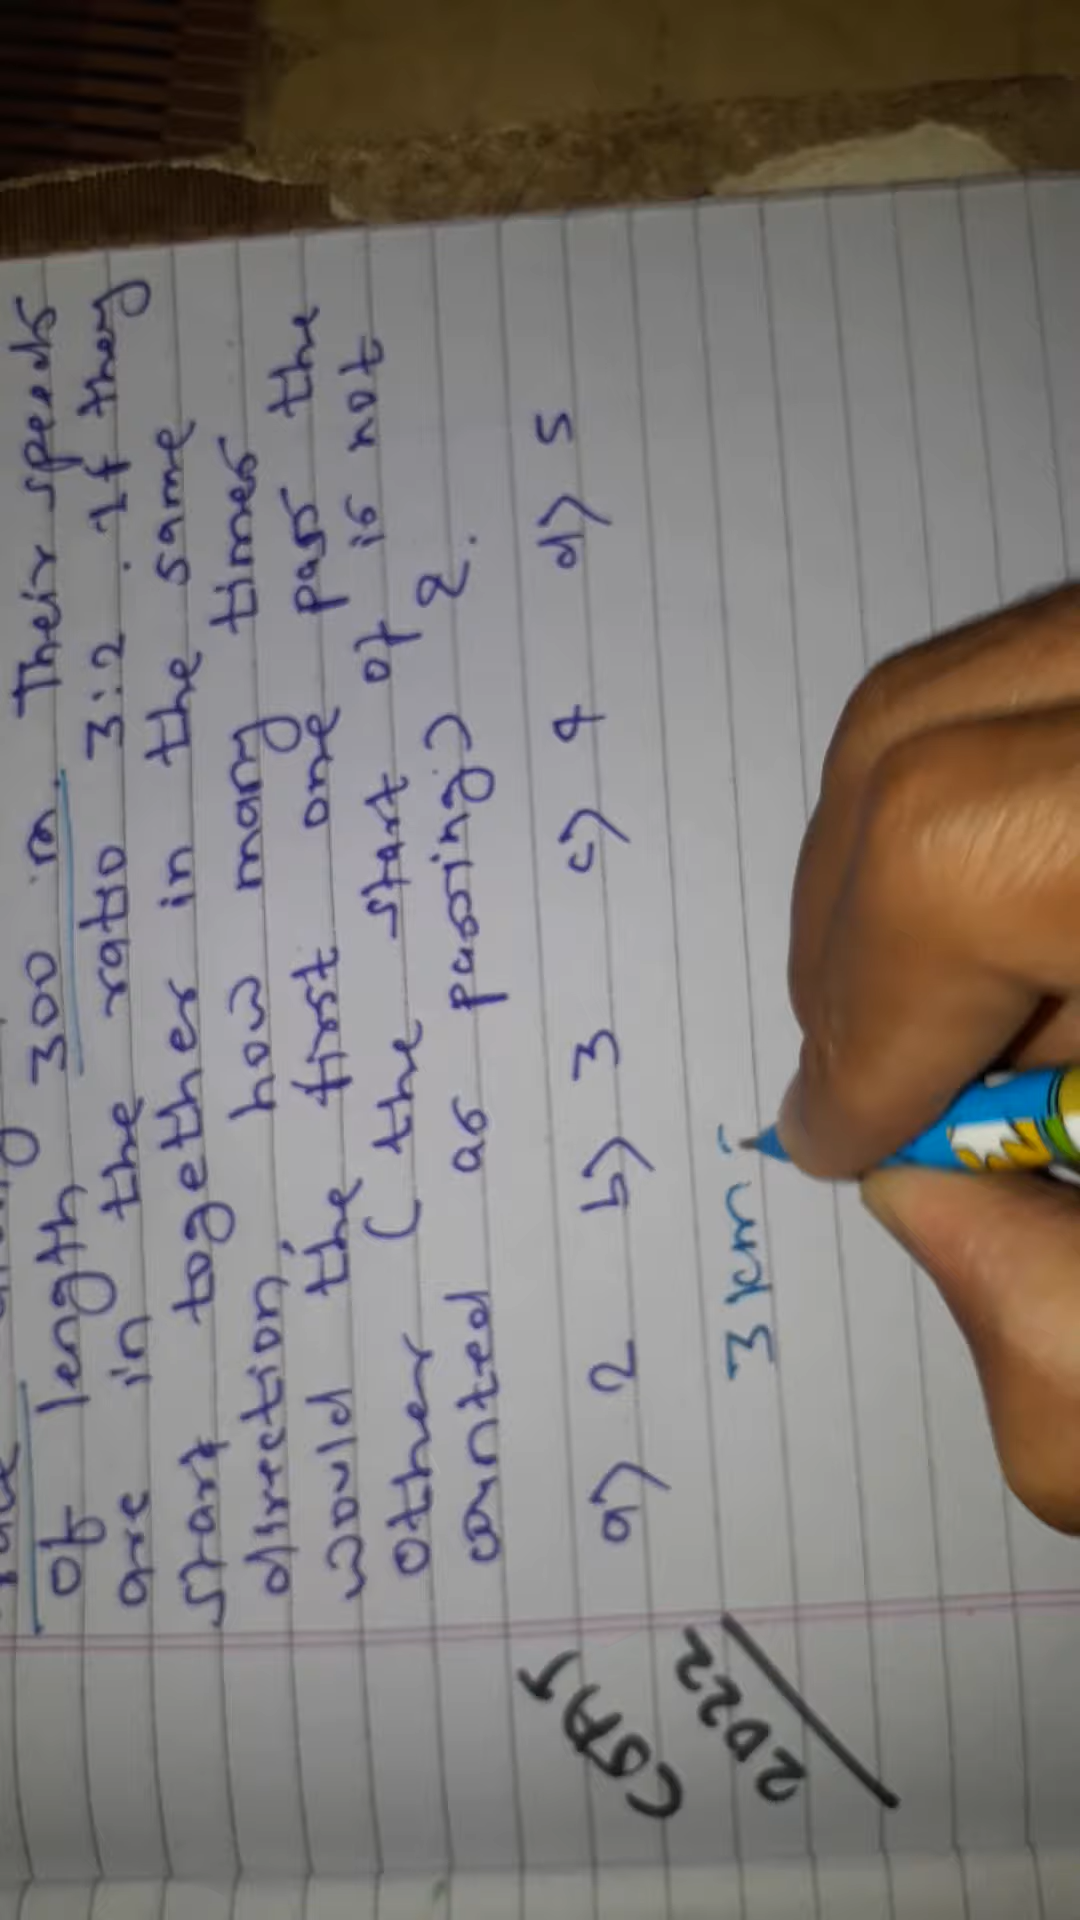 of length 300 m. Their speeds
are in the ratio 3:2. If they
start together in the same
direction, how many times
would the first one pass the
other (the start of is not
counted as passing) ?.
a) 2 b) 3 c) 4 d) 5
3 km
CSAT
2022